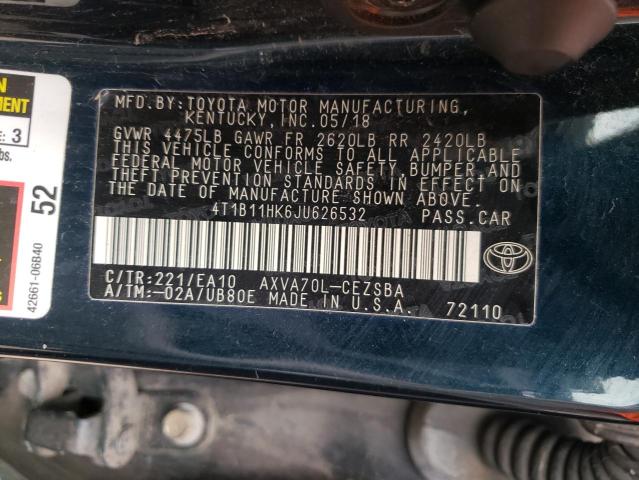 MFD.BY:TOYOTA MOTOR MANUFACTURING,
KENTUCKY, INC. 05/18
GVWR 4475LB GAWR FR 2620LB RR 2420LB
THIS VEHICLE CONFORMS TO ALL APPLICABLE
FEDERAL MOTOR VEHICLE SAFETY, BUMPER, AND
THEFT PREVENTION STANDARDS IN EFFECT ON
THE DATE OF MANUFACTURE SHOWN ABOVE.
4T1B11HK6JU626532 PASS.CAR
C/TR:221/EA10 AXVA70L-CEZSBA
A/TM:-02A/UB80E MADE IN U.S.A. 72110
3
52
42661-06B40